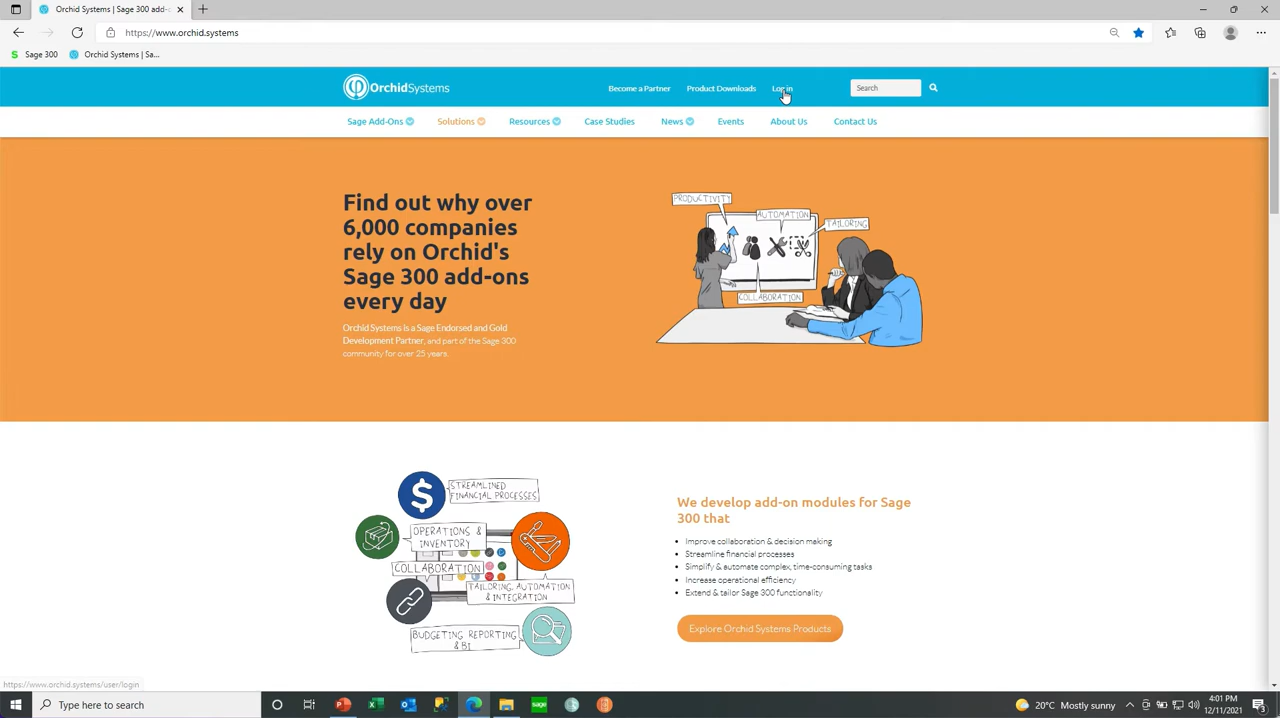 Orchid Systems | Sage 300 add-
https://www.orchid.systems
Sage 300
Orchid Systems | Sa...
OrchidSystems
Become a Partner
Product Downloads
Log in
Search
Sage Add-Ons
Solutions
Resources
Case Studies
News
Events
About Us
Contact Us
Find out why over
6,000 companies
rely on Orchid's
Sage 300 add-ons
every day
Orchid Systems is a Sage Endorsed and Gold
Development Partner, and part of the Sage 300
community for over 25 years.
PRODUCTIVITY
AUTOMATION
TAILORING
COLLABORATION
STREAMLINED
FINANCIAL PROCESSES
OPERATIONS &
INVENTORY
COLLABORATION
TAILORING, AUTOMATION
& INTEGRATION
BUDGETING REPORTING
& BI
We develop add-on modules for Sage
300 that
Improve collaboration & decision making
Streamline financial processes
Simplify & automate complex, time-consuming tasks
Increase operational efficiency
Extend & tailor Sage 300 functionality
Explore Orchid Systems Products
https://www.orchid.systems/user/login
Type here to search
sage
20°C Mostly sunny
4:01 PM
12/11/2021